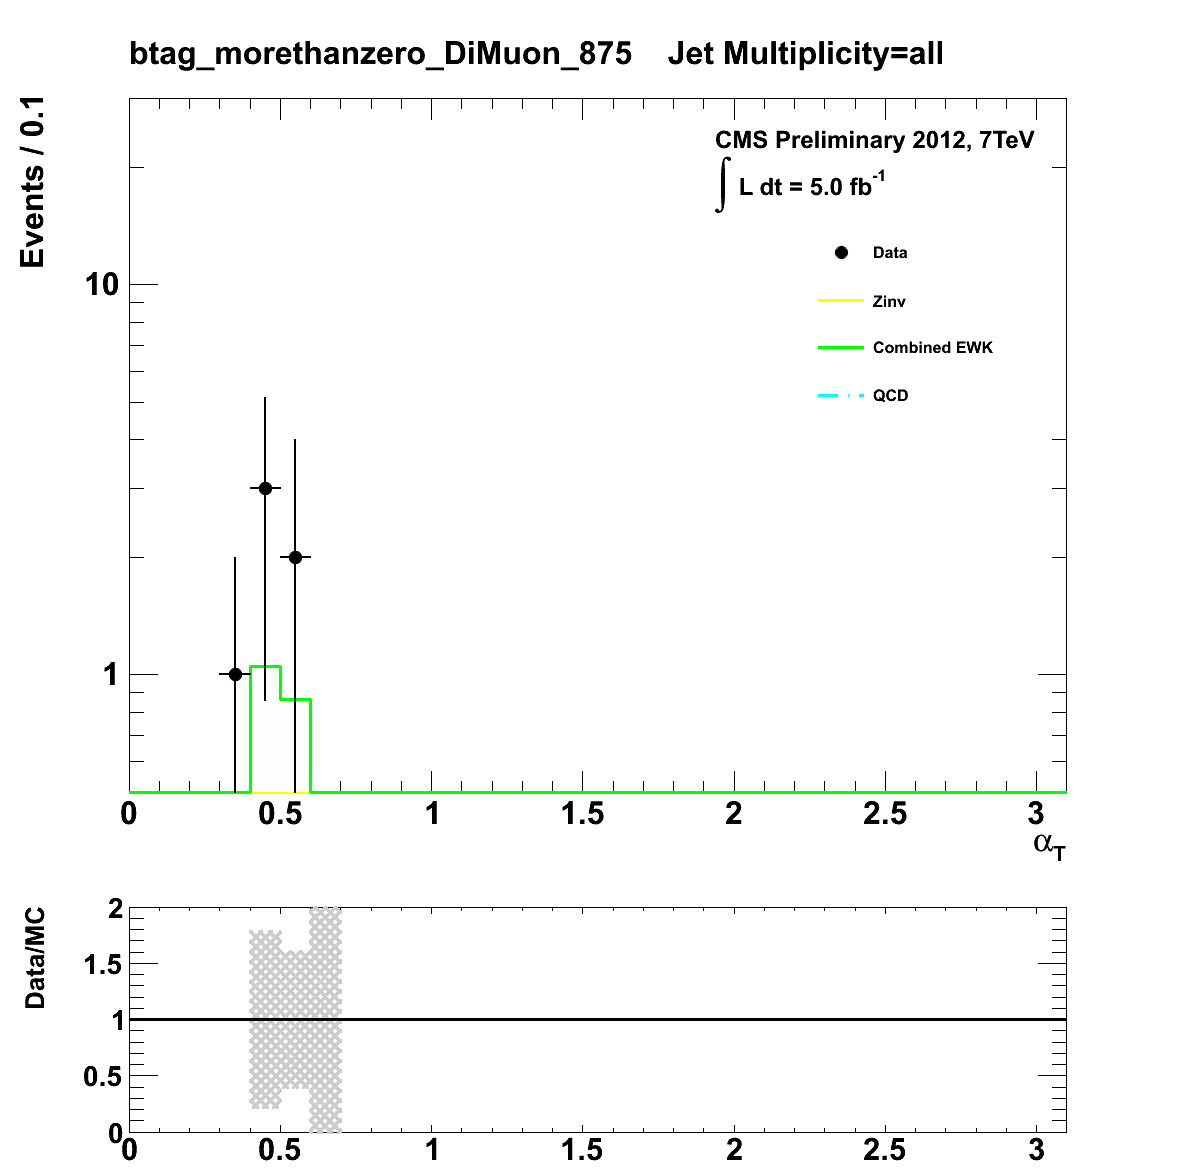 btag_morethanzero_DiMuon_875 Jet Multiplicity=all
Events / 0.1
CMS Preliminary 2012, 7TeV
∫ L dt = 5.0 fb⁻¹
Data
Zinv
Combined EWK
QCD
10
1
0 0.5 1 1.5 2 2.5 3
α_T
Data/MC
2
1.5
1
0.5
0
0 0.5 1 1.5 2 2.5 3